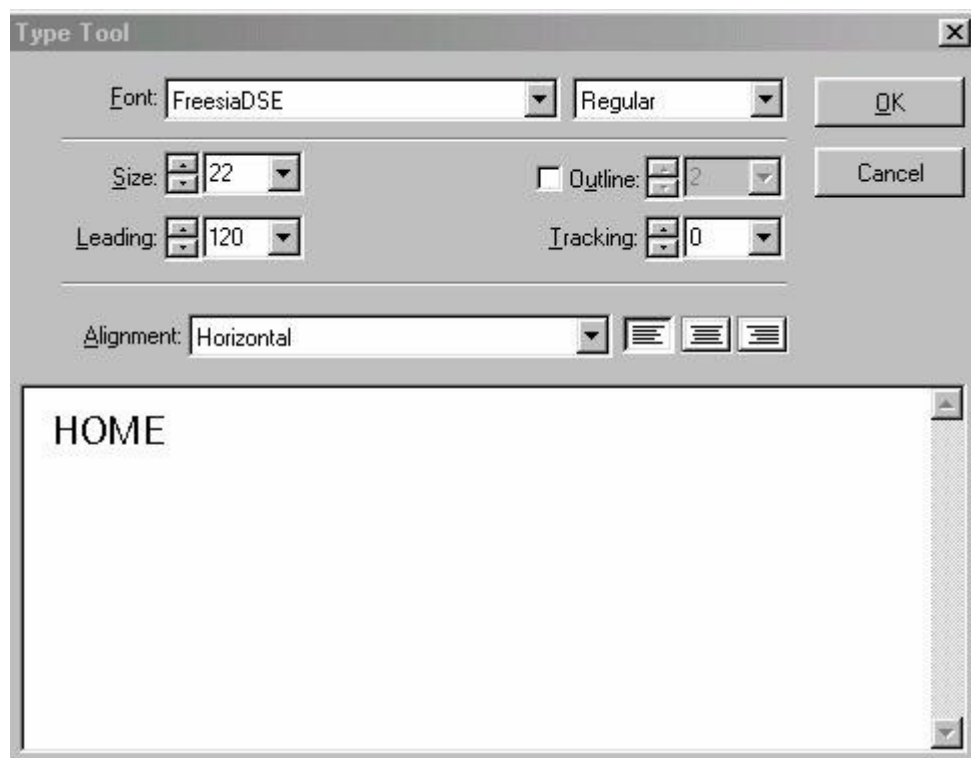 Type Tool
Font: FreesiaDSE Regular OK
Size: 22 Outline: 2 Cancel
Leading: 120 Tracking: 0
Alignment: Horizontal
HOME